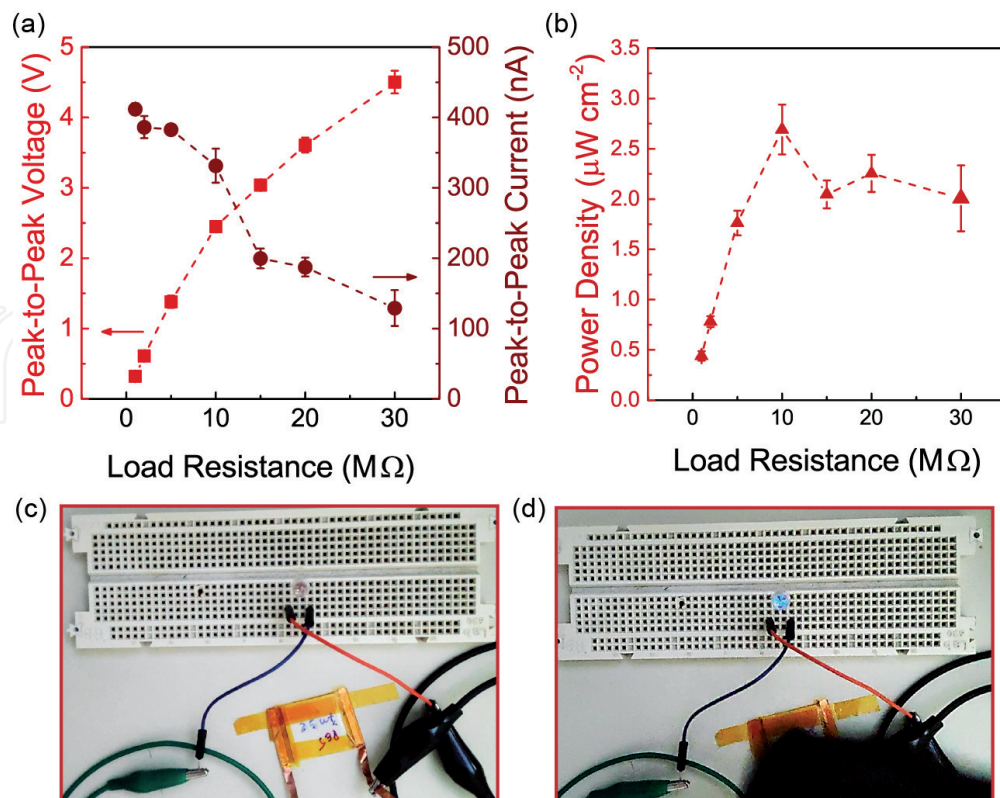 (a)
5
4
3
2
1
0
Peak-to-Peak Voltage (V)
500
400
300
200
100
0
Peak-to-Peak Current (nA)
0 10 20 30
Load Resistance (MΩ)
(b)
3.5
3.0
2.5
2.0
1.5
1.0
0.5
0.0
Power Density (μW cm⁻²)
0 10 20 30
Load Resistance (MΩ)
(c)
(d)